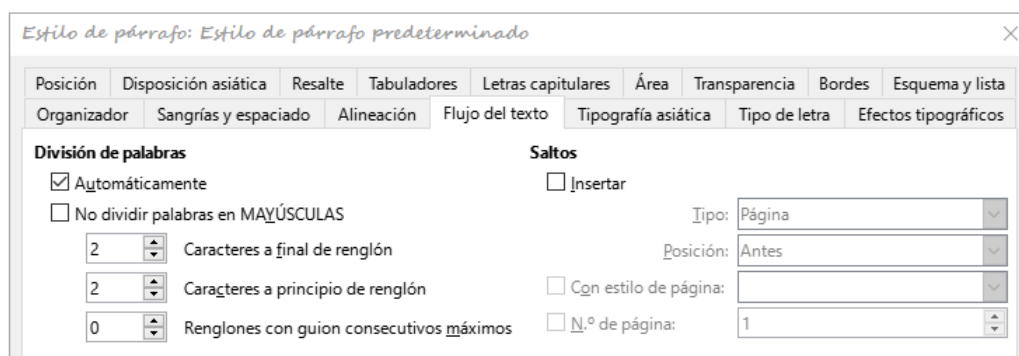 Estilo de párrafo: Estilo de párrafo predeterminado
Posición Disposición asiática Resalte Tabuladores Letras capitulares Área Transparencia Bordes Esquema y lista
Organizador Sangrías y espaciado Alineación Flujo del texto Tipografía asiática Tipo de letra Efectos tipográficos
División de palabras
Automáticamente
No dividir palabras en MAYÚSCULAS
2 Caracteres a final de renglón
2 Caracteres a principio de renglón
0 Renglones con guion consecutivos máximos
Saltos
Insertar
Tipo: Página
Posición: Antes
Con estilo de página:
N.º de página: 1